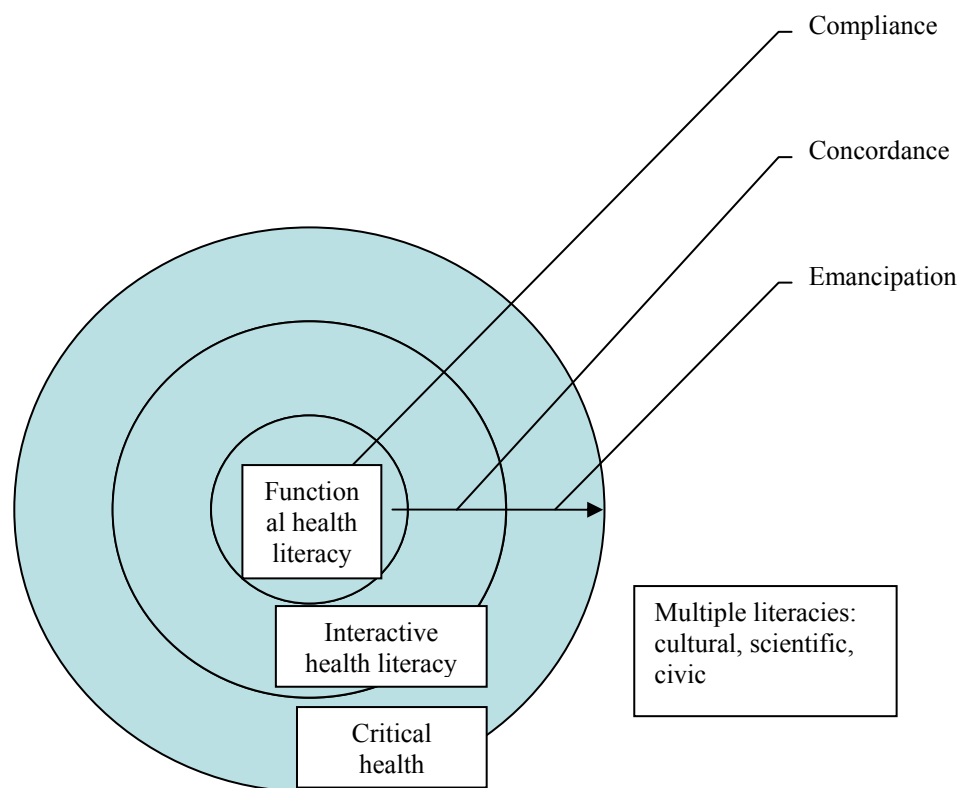 Compliance
Concordance
Emancipation
Function
al health
literacy
Interactive
health literacy
Multiple literacies:
cultural, scientific,
civic
Critical
health